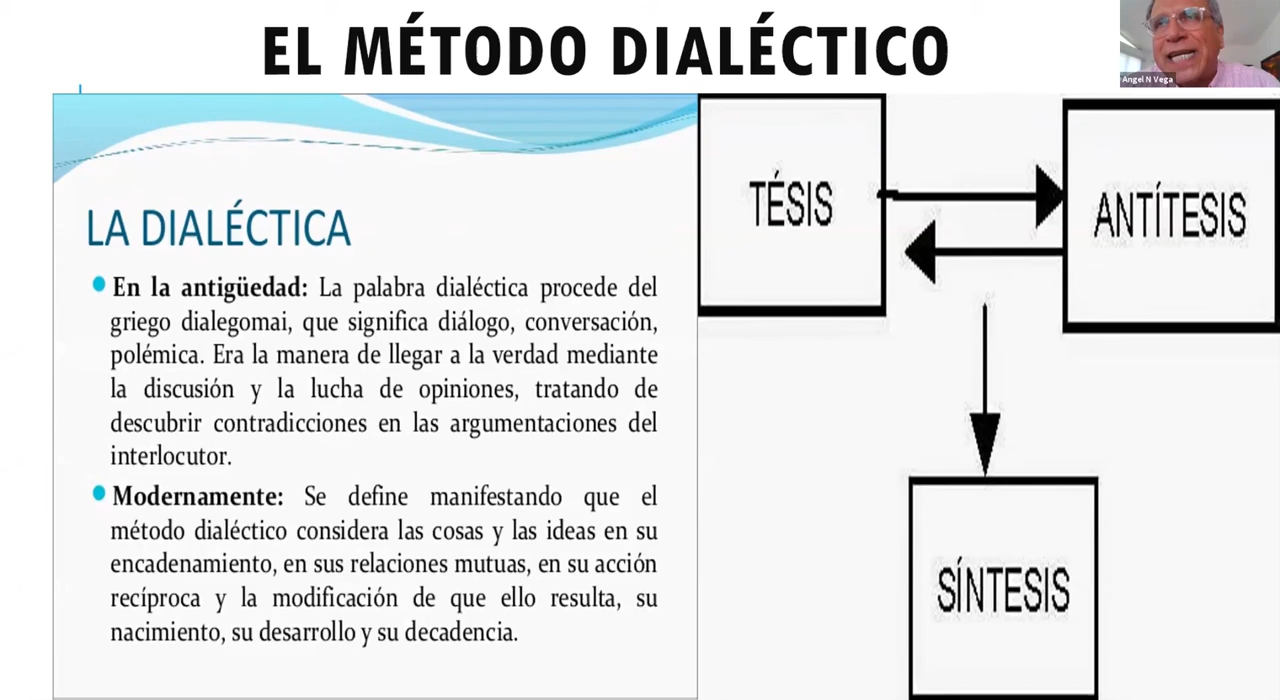 EL MÉTODO DIALÉCTICO
Angel N Vega
LA DIALÉCTICA
En la antigüedad: La palabra dialéctica procede del
griego dialegomai, que significa diálogo, conversación,
polémica. Era la manera de llegar a la verdad mediante
la discusión y la lucha de opiniones, tratando de
descubrir contradicciones en las argumentaciones del
interlocutor.
Modernamente: Se define manifestando que el
método dialéctico considera las cosas y las ideas en su
encadenamiento, en sus relaciones mutuas, en su acción
recíproca y la modificación de que ello resulta, su
nacimiento, su desarrollo y su decadencia.
TÉSIS
ANTÍTESIS
SÍNTESIS